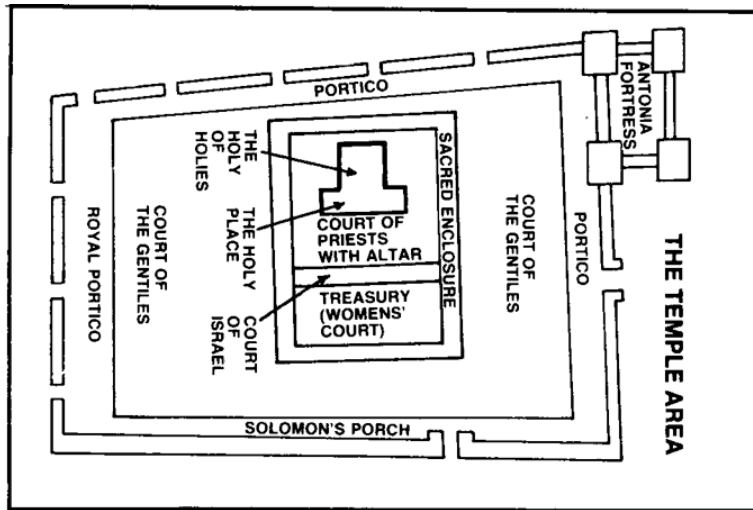 PORTICO
ANTONIA
FORTRESS
THE HOLY
OF
HOLIES
SACRED ENCLOSURE
THE HOLY
PLACE
COURT OF
PRIESTS
WITH ALTAR
COURT OF
ISRAEL
TREASURY
(WOMENS'
COURT)
COURT OF
THE GENTILES
ROYAL PORTICO
COURT OF
THE GENTILES
PORTICO
SOLOMON'S PORCH
THE TEMPLE AREA